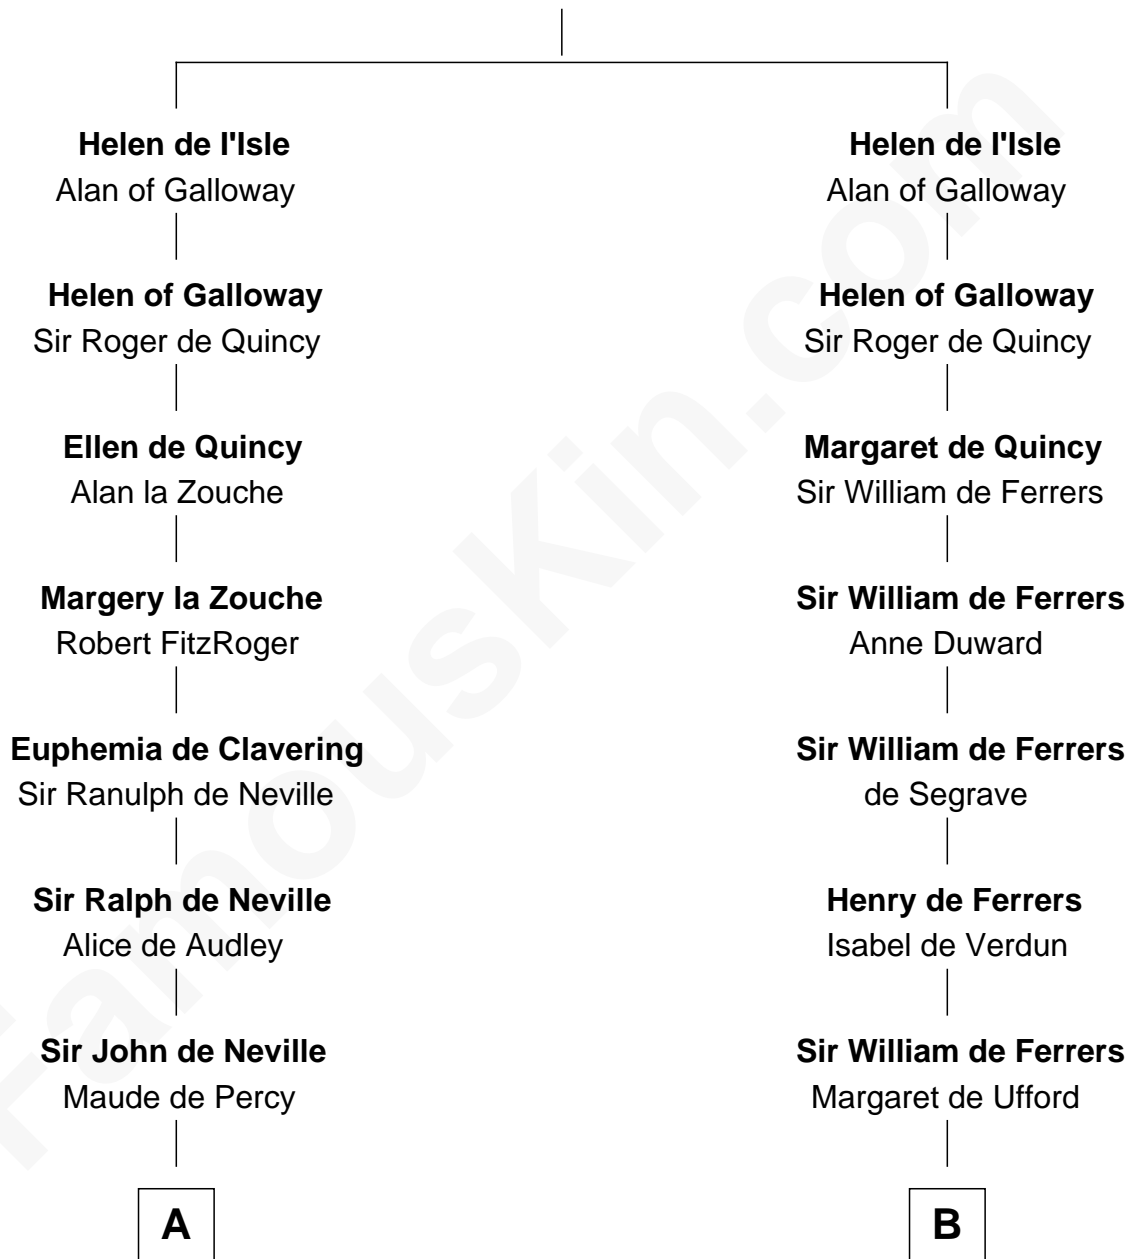 Helen de l'Isle
Alan of Galloway
Helen of Galloway
Sir Roger de Quincy
Ellen de Quincy
Alan la Zouche
Margery la Zouche
Robert FitzRoger
Euphemia de Clavering
Sir Ranulph de Neville
Sir Ralph de Neville
Alice de Audley
Sir John de Neville
Maude de Percy
A
Helen de l'Isle
Alan of Galloway
Helen of Galloway
Sir Roger de Quincy
Margaret de Quincy
Sir William de Ferrers
Sir William de Ferrers
Anne Duward
Sir William de Ferrers
de Segrave
Henry de Ferrers
Isabel de Verdun
Sir William de Ferrers
Margaret de Ufford
B
FamousKin.com